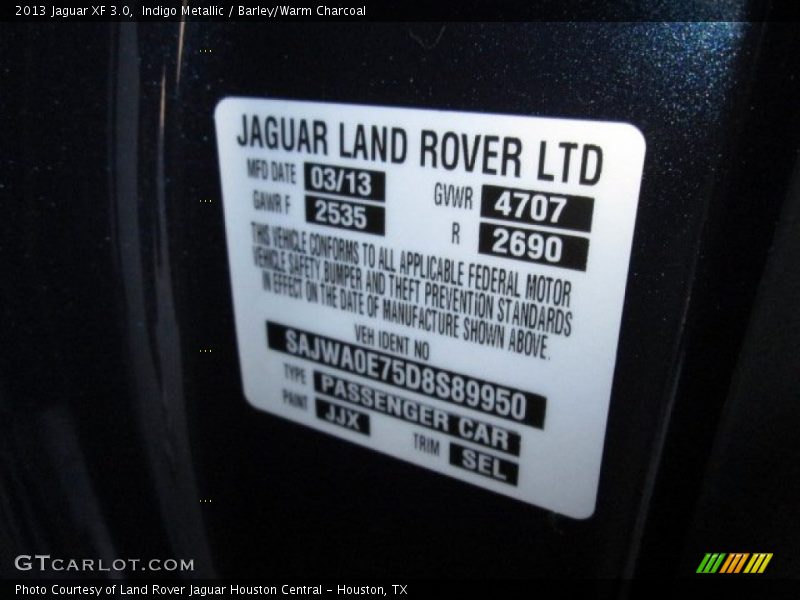 2013 Jaguar XF 3.0, Indigo Metallic / Barley/Warm Charcoal
JAGUAR LAND ROVER LTD
MFD DATE 03/13 GVWR 4707
GAWR F 2535 R 2690
THIS VEHICLE CONFORMS TO ALL APPLICABLE FEDERAL MOTOR
VEHICLE SAFETY BUMPER AND THEFT PREVENTION STANDARDS
IN EFFECT ON THE DATE OF MANUFACTURE SHOWN ABOVE.
VEH IDENT NO
SAJWA0E75D8S89950
TYPE PASSENGER CAR
PAINT JJX TRIM SEL
GTCARLOT.COM
Photo Courtesy of Land Rover Jaguar Houston Central - Houston, TX